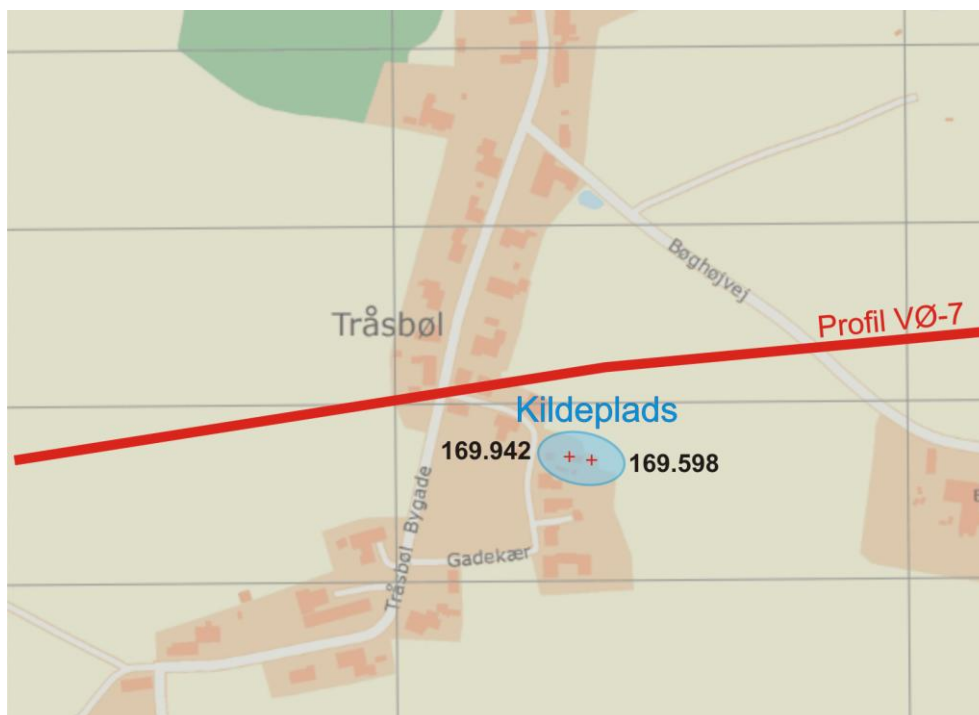 Bøghøjvej
Profil VØ-7
Tråsbøl
Kildeplads
169.942
169.598
Tråsbøl Bygade
Gadekær